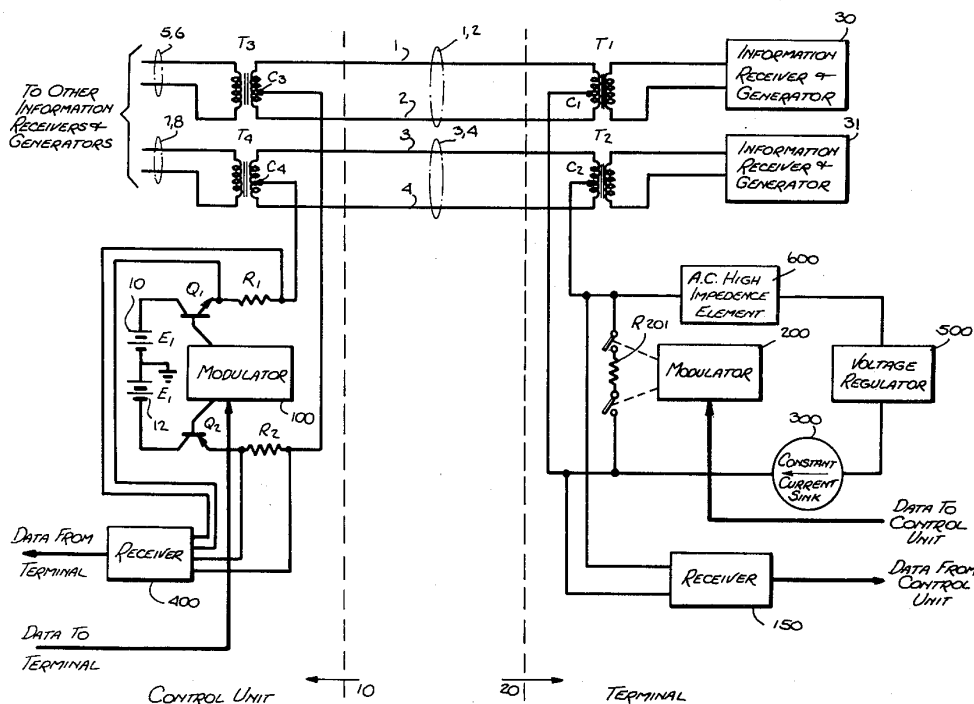 5,6
T3
1
1,2
T1
30
C3
C1
2
INFORMATION
RECEIVER &
GENERATOR
TO OTHER
INFORMATION
RECEIVERS &
GENERATORS
7,8
T4
3
3,4
T2
31
C4
C2
4
INFORMATION
RECEIVER &
GENERATOR
10
Q1
R1
E1
E1
12
MODULATOR
100
Q2
R2
600
A.C. HIGH
IMPEDENCE
ELEMENT
R201
200
MODULATOR
500
VOLTAGE
REGULATOR
300
CONSTANT
CURRENT
SINK
DATA TO
CONTROL
UNIT
DATA FROM
TERMINAL
RECEIVER
400
RECEIVER
150
DATA FROM
CONTROL
UNIT
DATA TO
TERMINAL
CONTROL UNIT
10
20
TERMINAL